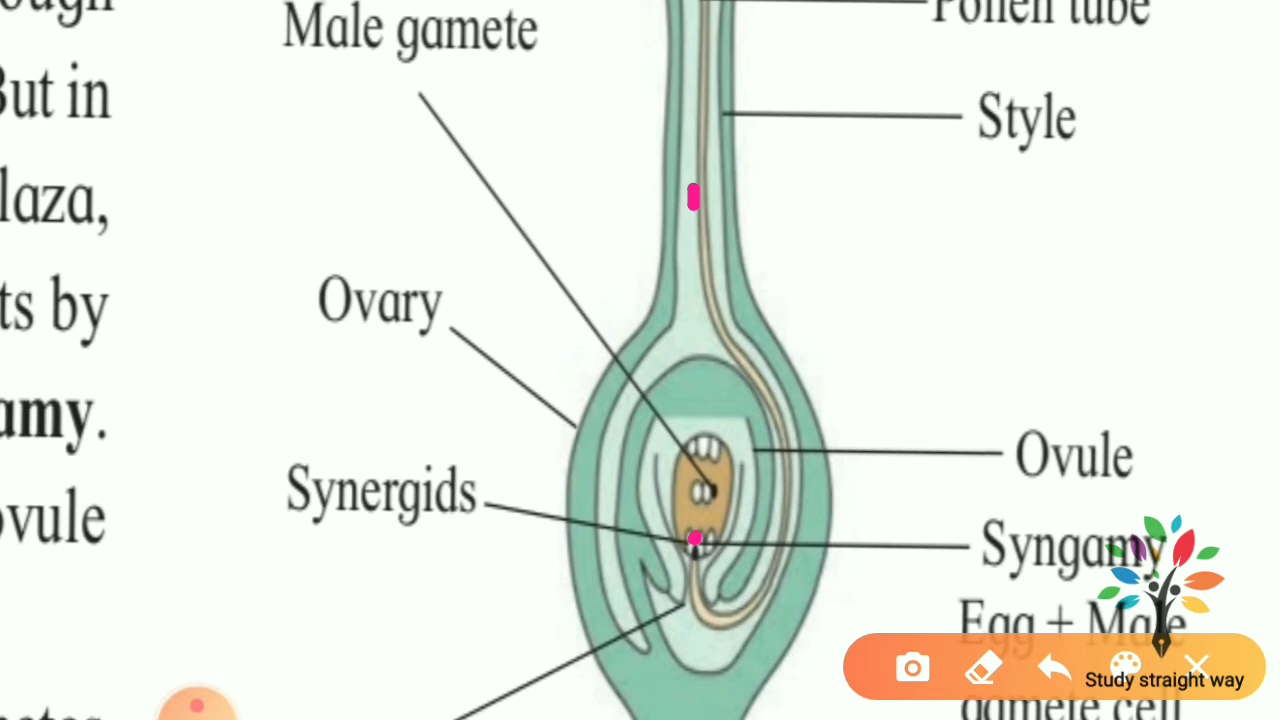 ough
Male gamete
Pollen tube
But in
Style
laza,
Ovary
ts by
amy.
Ovule
Synergids
ovule
Syngamy
Egg + Male
Study straight way
gamete cell